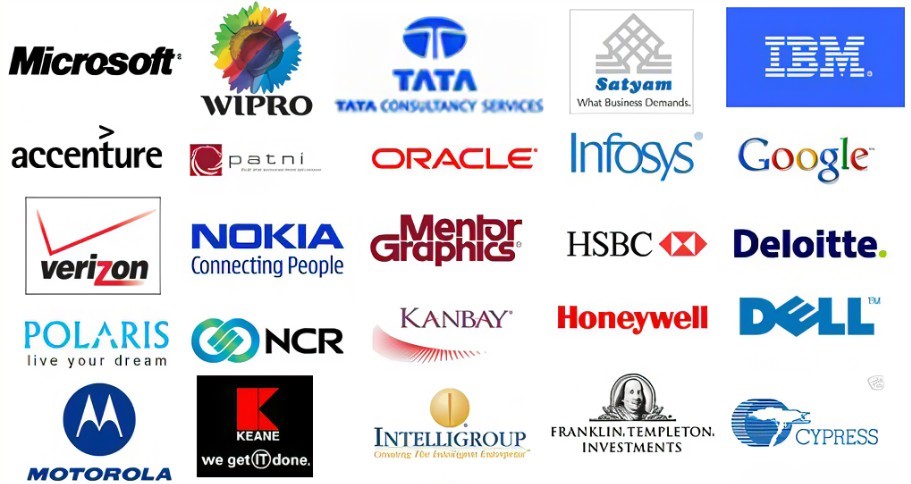 Microsoft
WIPRO
TATA
TATA CONSULTANCY SERVICES
Satyam
What Business Demands.
IBM
>
accenture
patni
ORACLE
Infosys
Google
verizon
NOKIA
Connecting People
Mentor
Graphics
HSBC
Deloitte.
POLARIS
live your dream
NCR
KANBAY
Honeywell
DELL
MOTOROLA
KEANE
we get IT done.
INTELLIGROUP
Creating The Intelligent Enterprise
FRANKLIN TEMPLETON
INVESTMENTS
CYPRESS